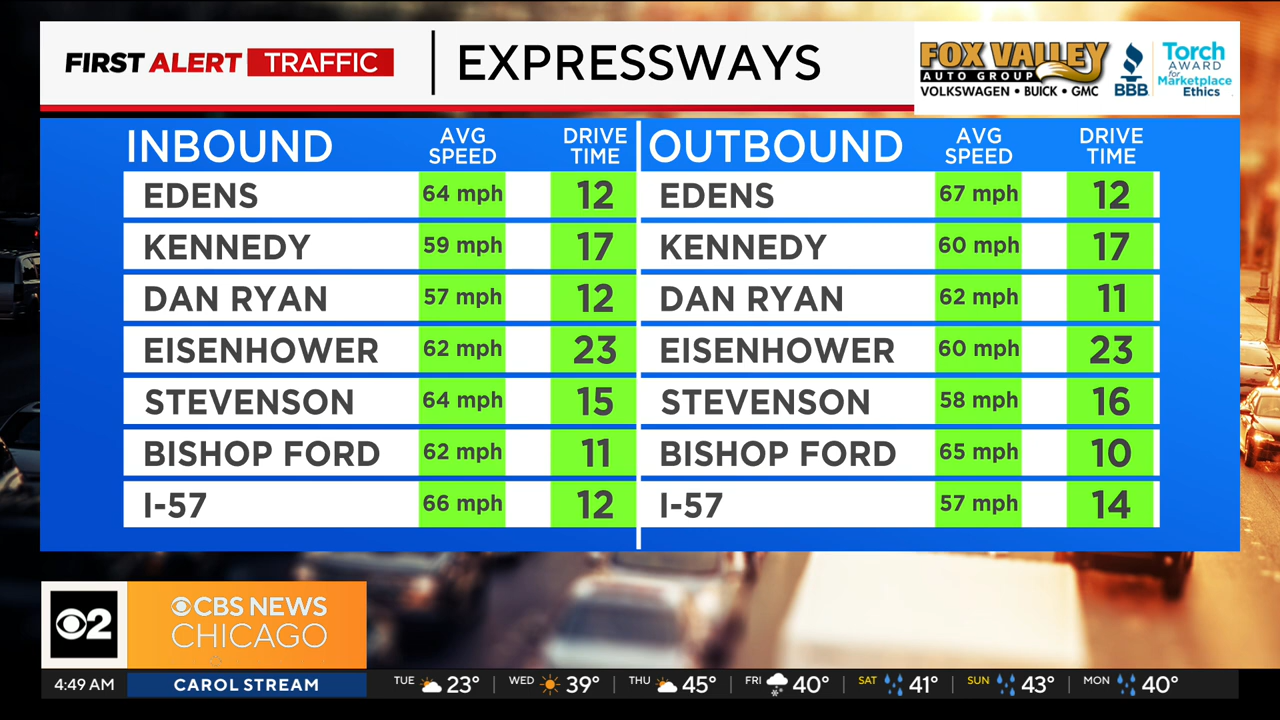 FIRST ALERT TRAFFIC
EXPRESSWAYS
FOX VALLEY
AUTO GROUP
VOLKSWAGEN • BUICK • GMC
BBB
Torch
AWARD
for
Marketplace
Ethics
INBOUND AVG SPEED DRIVE TIME OUTBOUND AVG SPEED DRIVE TIME
EDENS 64 mph 12 EDENS 67 mph 12
KENNEDY 59 mph 17 KENNEDY 60 mph 17
DAN RYAN 57 mph 12 DAN RYAN 62 mph 11
EISENHOWER 62 mph 23 EISENHOWER 60 mph 23
STEVENSON 64 mph 15 STEVENSON 58 mph 16
BISHOP FORD 62 mph 11 BISHOP FORD 65 mph 10
I-57 66 mph 12 I-57 57 mph 14
2
CBS NEWS
CHICAGO
4:49 AM CAROL STREAM TUE 23° WED 39° THU 45° FRI 40° SAT 41° SUN 43° MON 40°